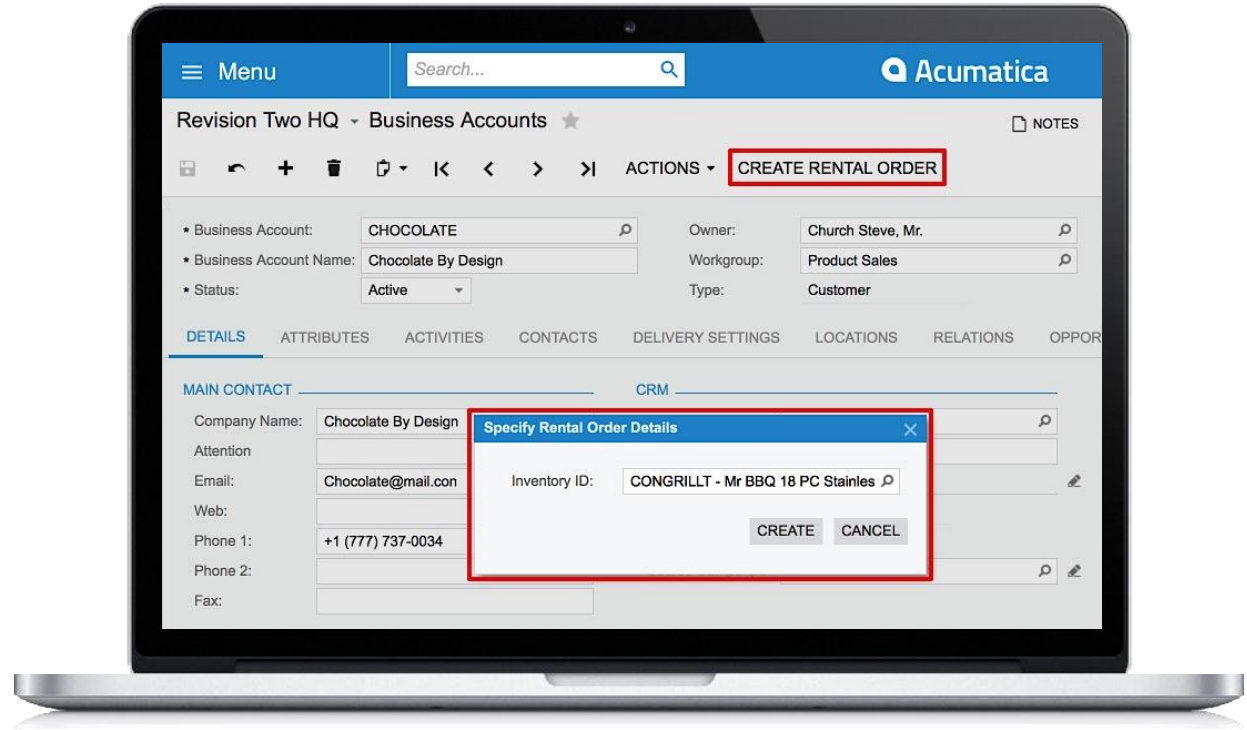 Menu
Search...
Acumatica
Revision Two HQ - Business Accounts
NOTES
ACTIONS
CREATE RENTAL ORDER
• Business Account: CHOCOLATE
Owner: Church Steve, Mr.
• Business Account Name: Chocolate By Design
Workgroup: Product Sales
• Status: Active
Type: Customer
DETAILS ATTRIBUTES ACTIVITIES CONTACTS DELIVERY SETTINGS LOCATIONS RELATIONS OPPOR
MAIN CONTACT
CRM
Company Name: Chocolate By Design
Attention
Email: Chocolate@mail.con
Web:
Phone 1: +1 (777) 737-0034
Phone 2:
Fax:
Specify Rental Order Details
Inventory ID: CONGRILLT - Mr BBQ 18 PC Stainles
CREATE CANCEL